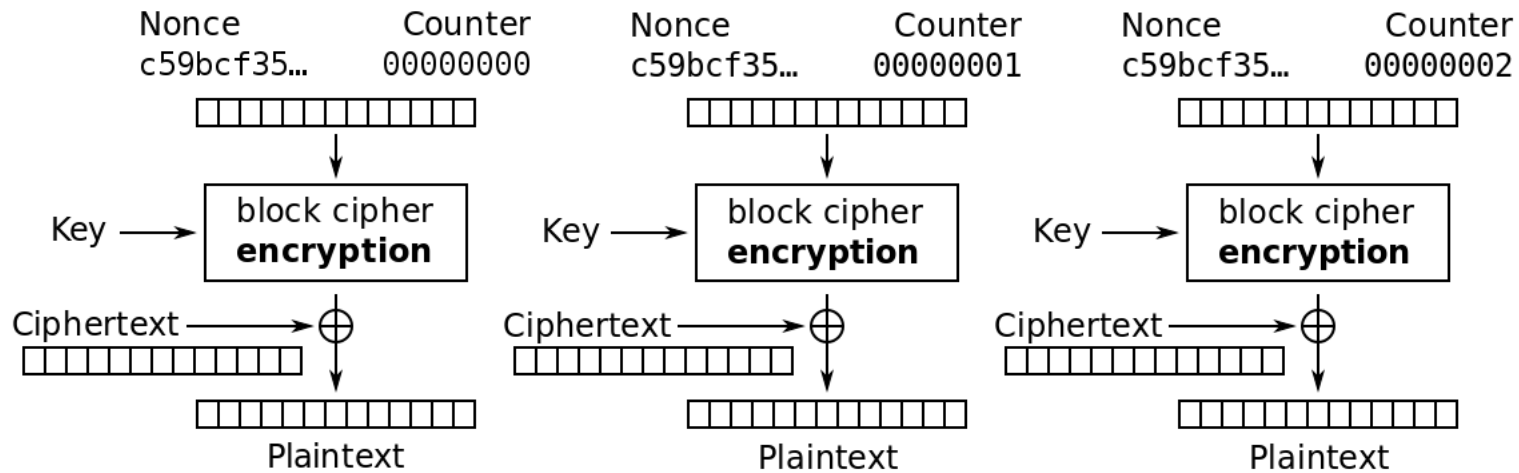 Nonce Counter Nonce Counter Nonce Counter
c59bcf35… 00000000 c59bcf35… 00000001 c59bcf35… 00000002
block cipher block cipher block cipher
Key encryption Key encryption Key encryption
Ciphertext Ciphertext Ciphertext
Plaintext Plaintext Plaintext